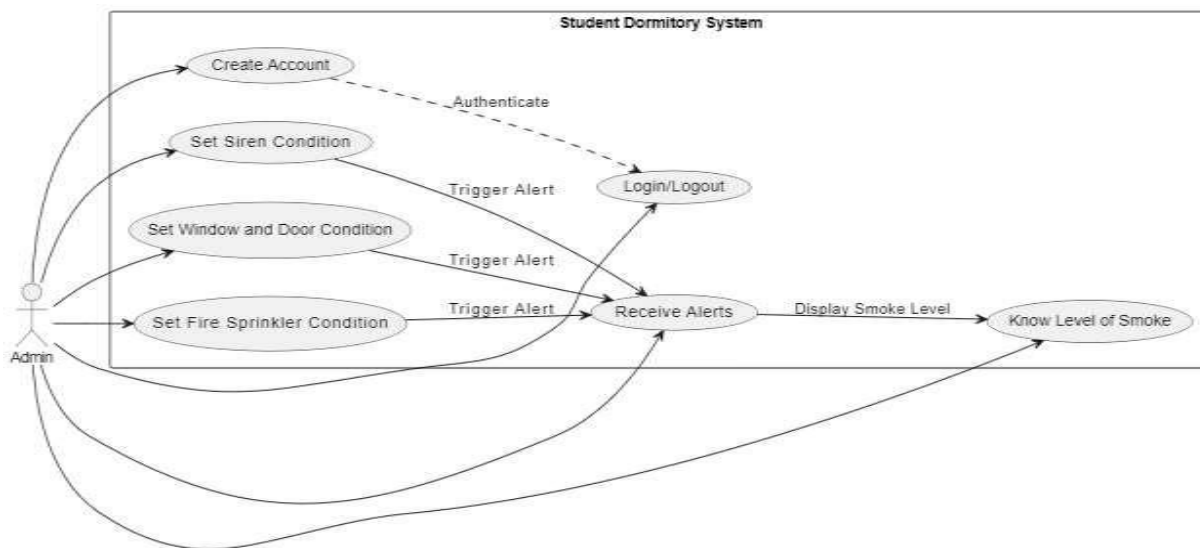 Student Dormitory System
Create Account
Authenticate
Set Siren Condition
Trigger Alert
Login/Logout
Set Window and Door Condition
Trigger Alert
Set Fire Sprinkler Condition
Trigger Alert
Receive Alerts
Display Smoke Level
Know Level of Smoke
Admin